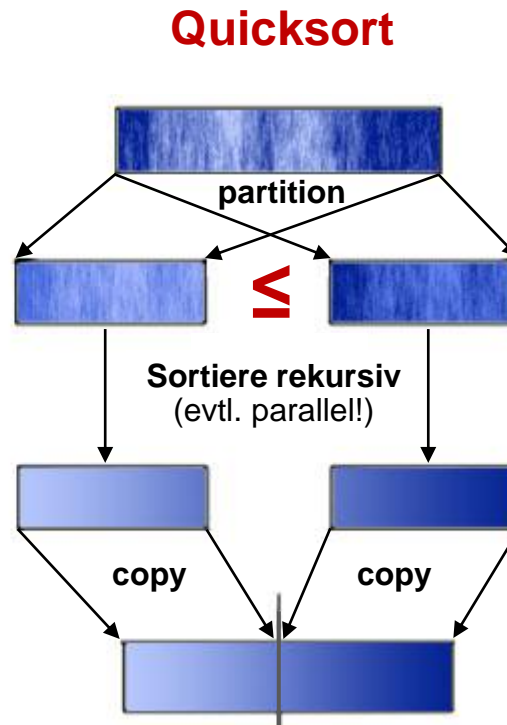 Quicksort
partition
≤
Sortiere rekursiv
(evtl. parallel!)
copy copy